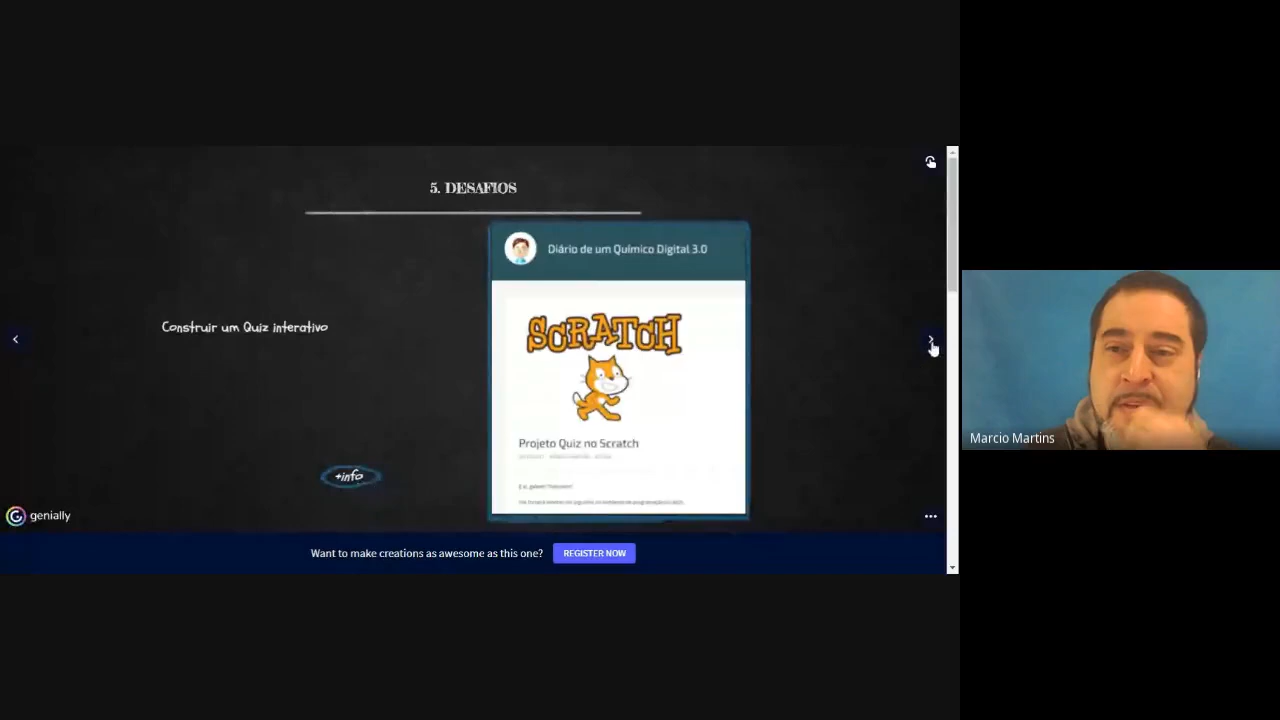 5. DESAFIOS
Diário de um Químico Digital 3.0
Construir um Quiz interativo
SCRATCH
Projeto Quiz no Scratch
+info
genially
Want to make creations as awesome as this one?
REGISTER NOW
Marcio Martins